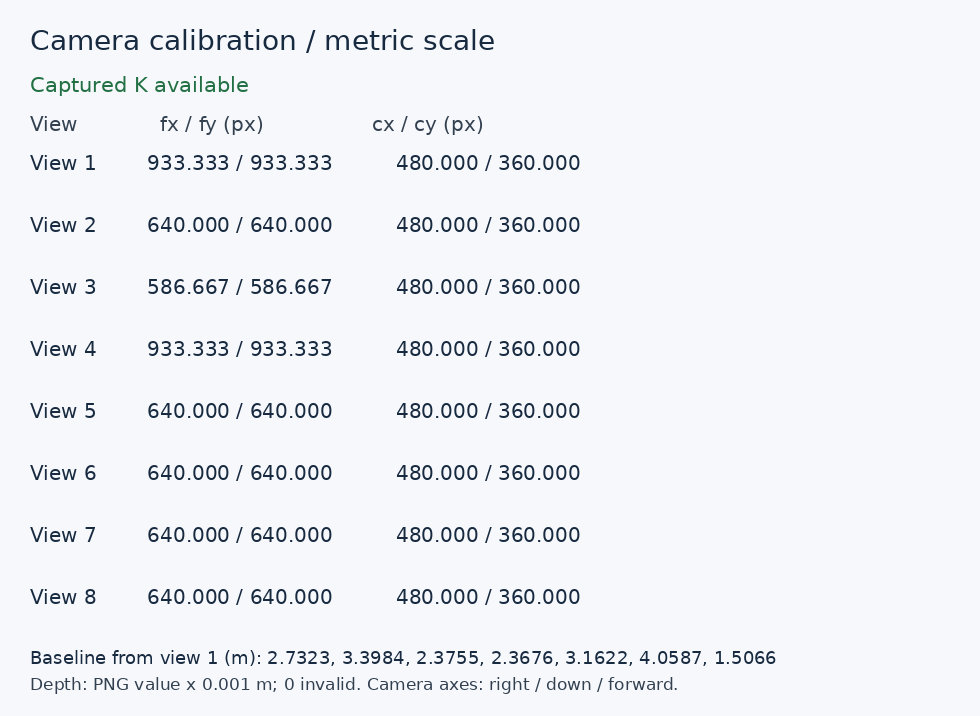 Camera calibration / metric scale
Captured K available
View fx / fy (px) cx / cy (px)
View 1 933.333 / 933.333 480.000 / 360.000
View 2 640.000 / 640.000 480.000 / 360.000
View 3 586.667 / 586.667 480.000 / 360.000
View 4 933.333 / 933.333 480.000 / 360.000
View 5 640.000 / 640.000 480.000 / 360.000
View 6 640.000 / 640.000 480.000 / 360.000
View 7 640.000 / 640.000 480.000 / 360.000
View 8 640.000 / 640.000 480.000 / 360.000
Baseline from view 1 (m): 2.7323, 3.3984, 2.3755, 2.3676, 3.1622, 4.0587, 1.5066
Depth: PNG value x 0.001 m; 0 invalid. Camera axes: right / down / forward.